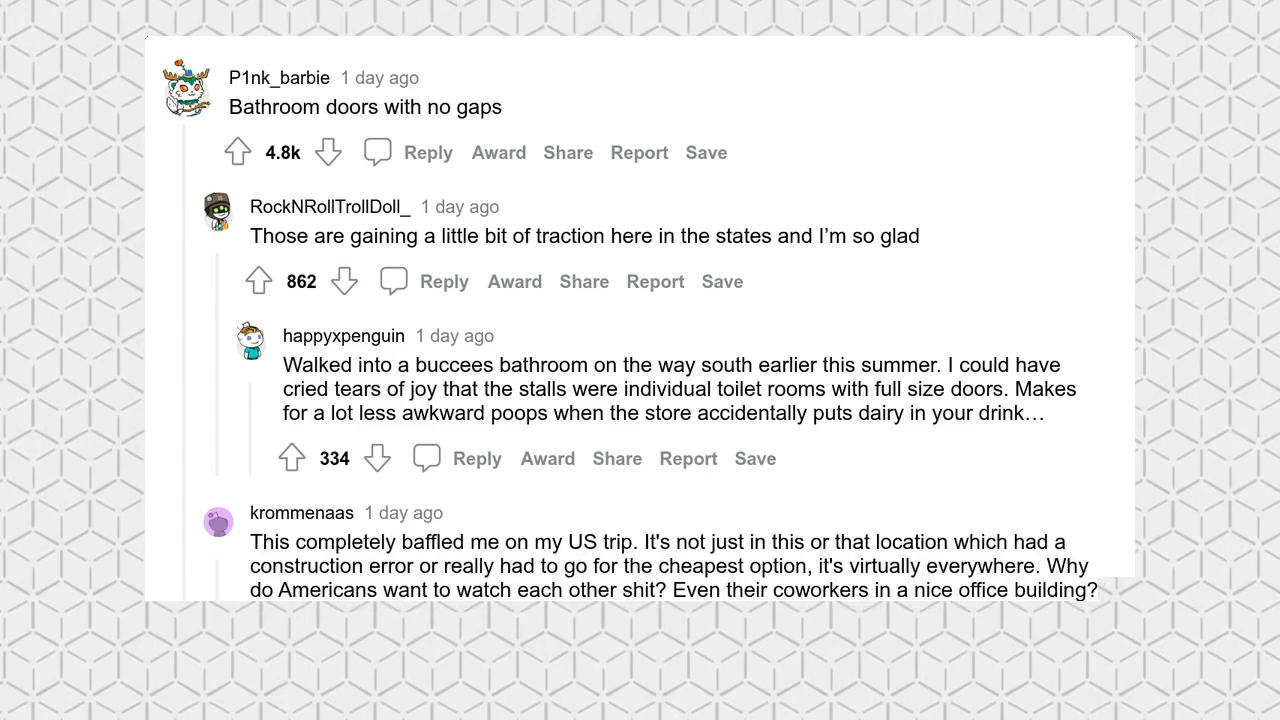 P1nk_barbie 1 day ago
Bathroom doors with no gaps
4.8k Reply Award Share Report Save
RockNRollTrollDoll_ 1 day ago
Those are gaining a little bit of traction here in the states and I’m so glad
862 Reply Award Share Report Save
happyxpenguin 1 day ago
Walked into a buccees bathroom on the way south earlier this summer. I could have
cried tears of joy that the stalls were individual toilet rooms with full size doors. Makes
for a lot less awkward poops when the store accidentally puts dairy in your drink…
334 Reply Award Share Report Save
krommenaas 1 day ago
This completely baffled me on my US trip. It's not just in this or that location which had a
construction error or really had to go for the cheapest option, it's virtually everywhere. Why
do Americans want to watch each other shit? Even their coworkers in a nice office building?